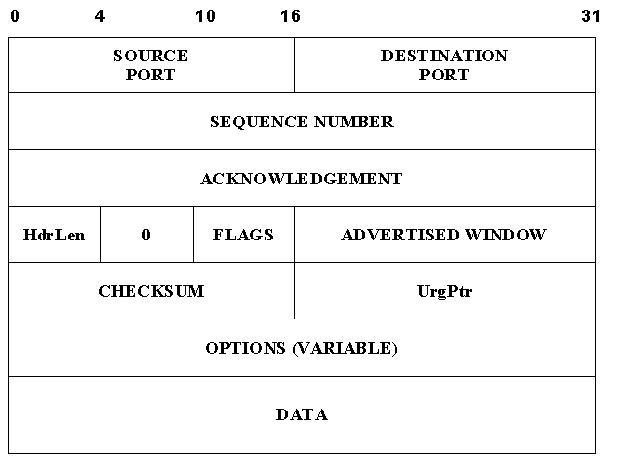 0 4 10 16 31
SOURCE DESTINATION
PORT PORT
SEQUENCE NUMBER
ACKNOWLEDGEMENT
HdrLen 0 FLAGS ADVERTISED WINDOW
CHECKSUM UrgPtr
OPTIONS (VARIABLE)
DATA